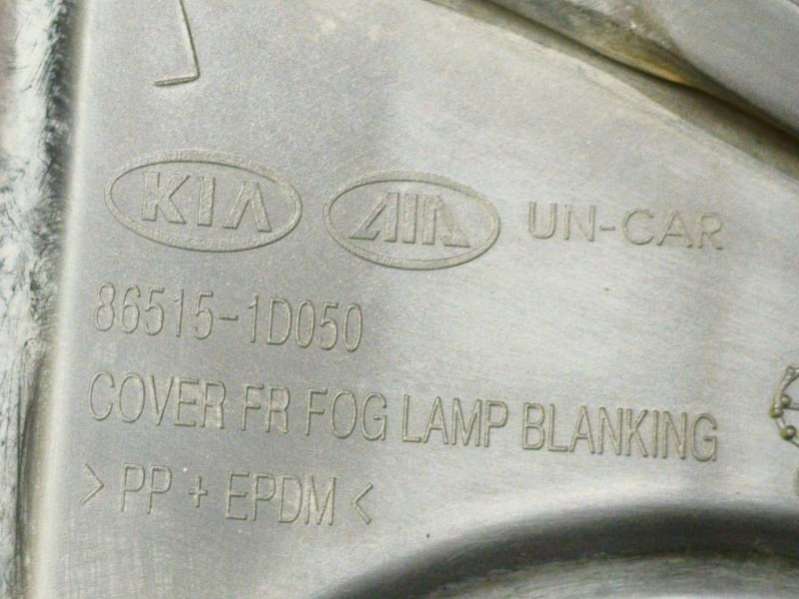 KIA UN-CAR
86515-1D050
COVER FR FOG LAMP BLANKING
> PP + EPDM <